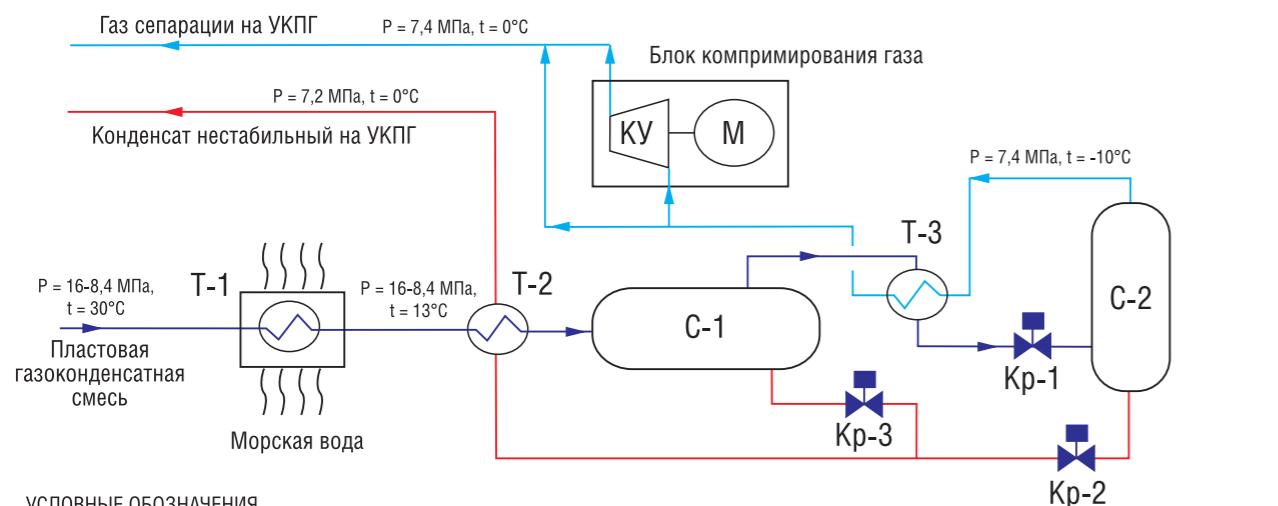 Газ сепарации на УКПГ
P = 7,4 МПа, t = 0°C
Блок компримирования газа
P = 7,2 МПа, t = 0°C
Конденсат нестабильный на УКПГ
КУ
М
P = 7,4 МПа, t = -10°C
Т-3
P = 16-8,4 МПа,
t = 30°C
Т-1
P = 16-8,4 МПа,
t = 13°C
Т-2
С-1
С-2
Пластовая
газоконденсатная
смесь
Кр-1
Морская вода
Кр-3
Кр-2
УСЛОВНЫЕ ОБОЗНАЧЕНИЯ